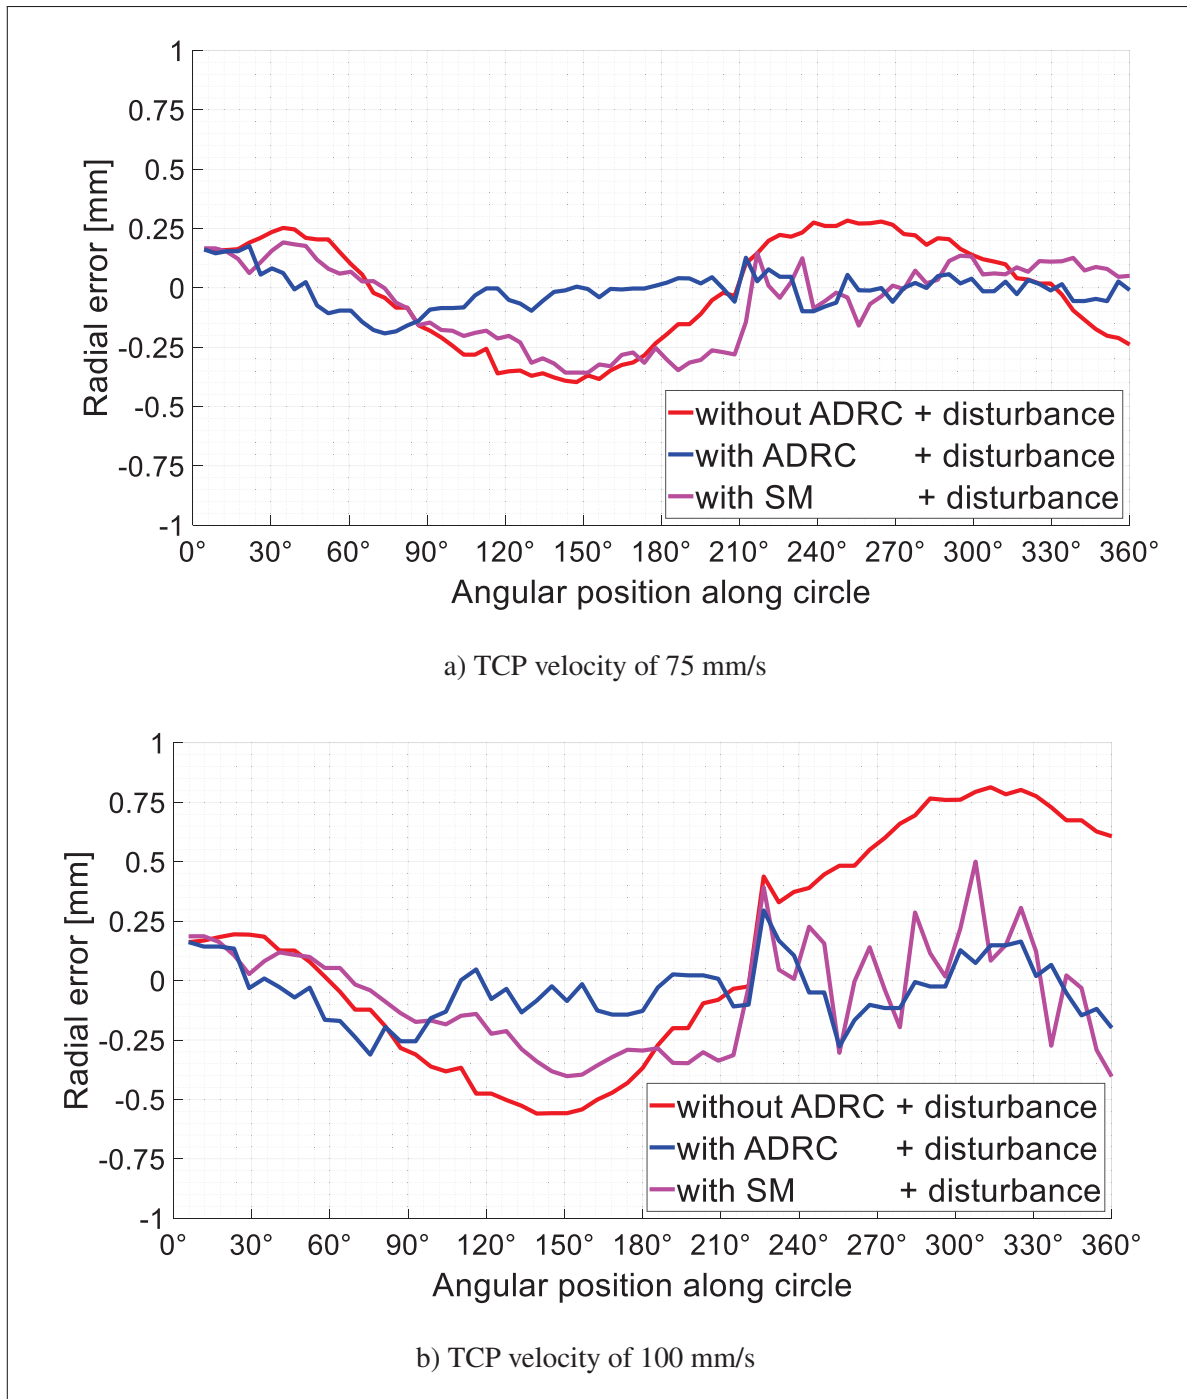 1
0.75
0.5
0.25
0
-0.25
-0.5
-0.75
-1
Radial error [mm]
without ADRC + disturbance
with ADRC + disturbance
with SM + disturbance
0° 30° 60° 90° 120° 150° 180° 210° 240° 270° 300° 330° 360°
Angular position along circle
a) TCP velocity of 75 mm/s
1
0.75
0.5
0.25
0
-0.25
-0.5
-0.75
-1
Radial error [mm]
without ADRC + disturbance
with ADRC + disturbance
with SM + disturbance
0° 30° 60° 90° 120° 150° 180° 210° 240° 270° 300° 330° 360°
Angular position along circle
b) TCP velocity of 100 mm/s